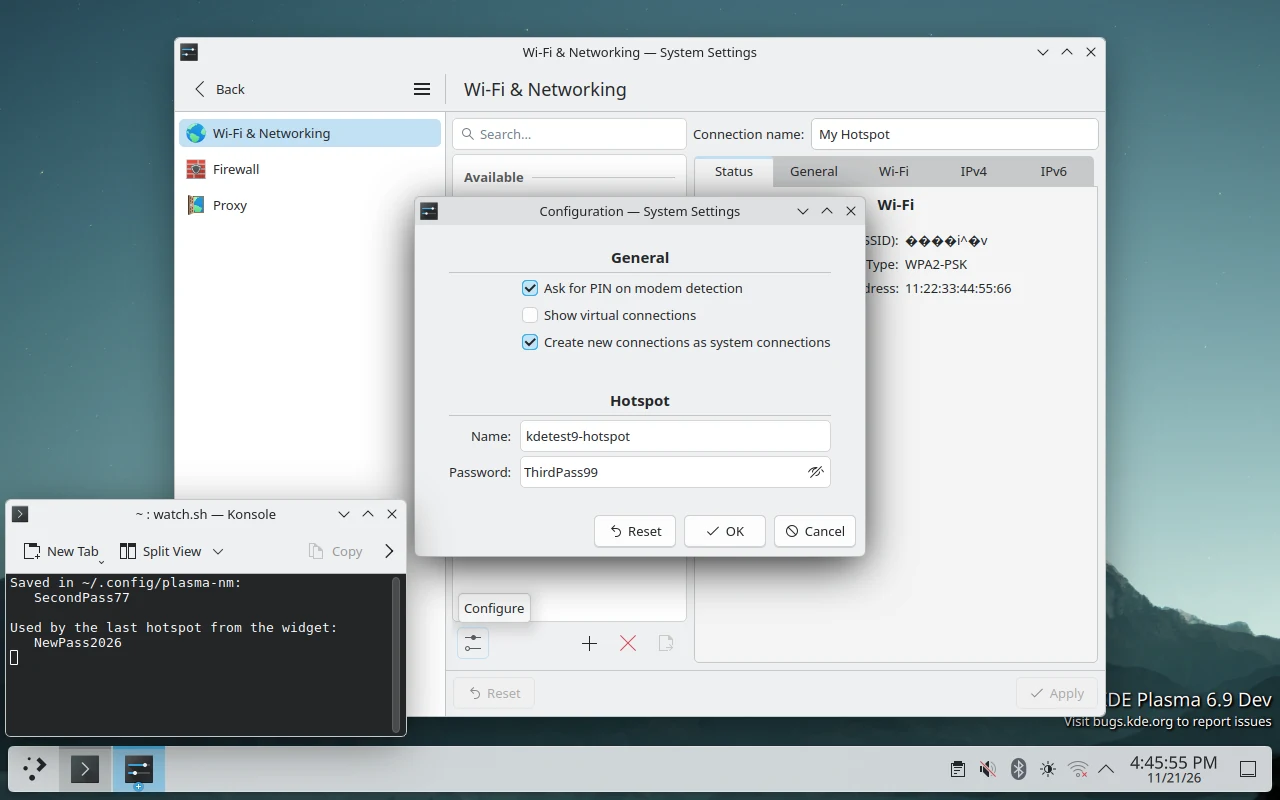 Wi-Fi & Networking — System Settings
Back
Wi-Fi & Networking
Wi-Fi & Networking
Firewall
Proxy
Search...
Available
Connection name: My Hotspot
Status General Wi-Fi IPv4 IPv6
Wi-Fi
SSID): ����i^�v
Type: WPA2-PSK
dress: 11:22:33:44:55:66
Configuration — System Settings
General
Ask for PIN on modem detection
Show virtual connections
Create new connections as system connections
Hotspot
Name: kdetest9-hotspot
Password: ThirdPass99
Reset OK Cancel
Configure
Reset Apply
~ : watch.sh — Konsole
New Tab Split View Copy
Saved in ~/.config/plasma-nm:
SecondPass77
Used by the last hotspot from the widget:
NewPass2026
KDE Plasma 6.9 Dev
Visit bugs.kde.org to report issues
4:45:55 PM
11/21/26